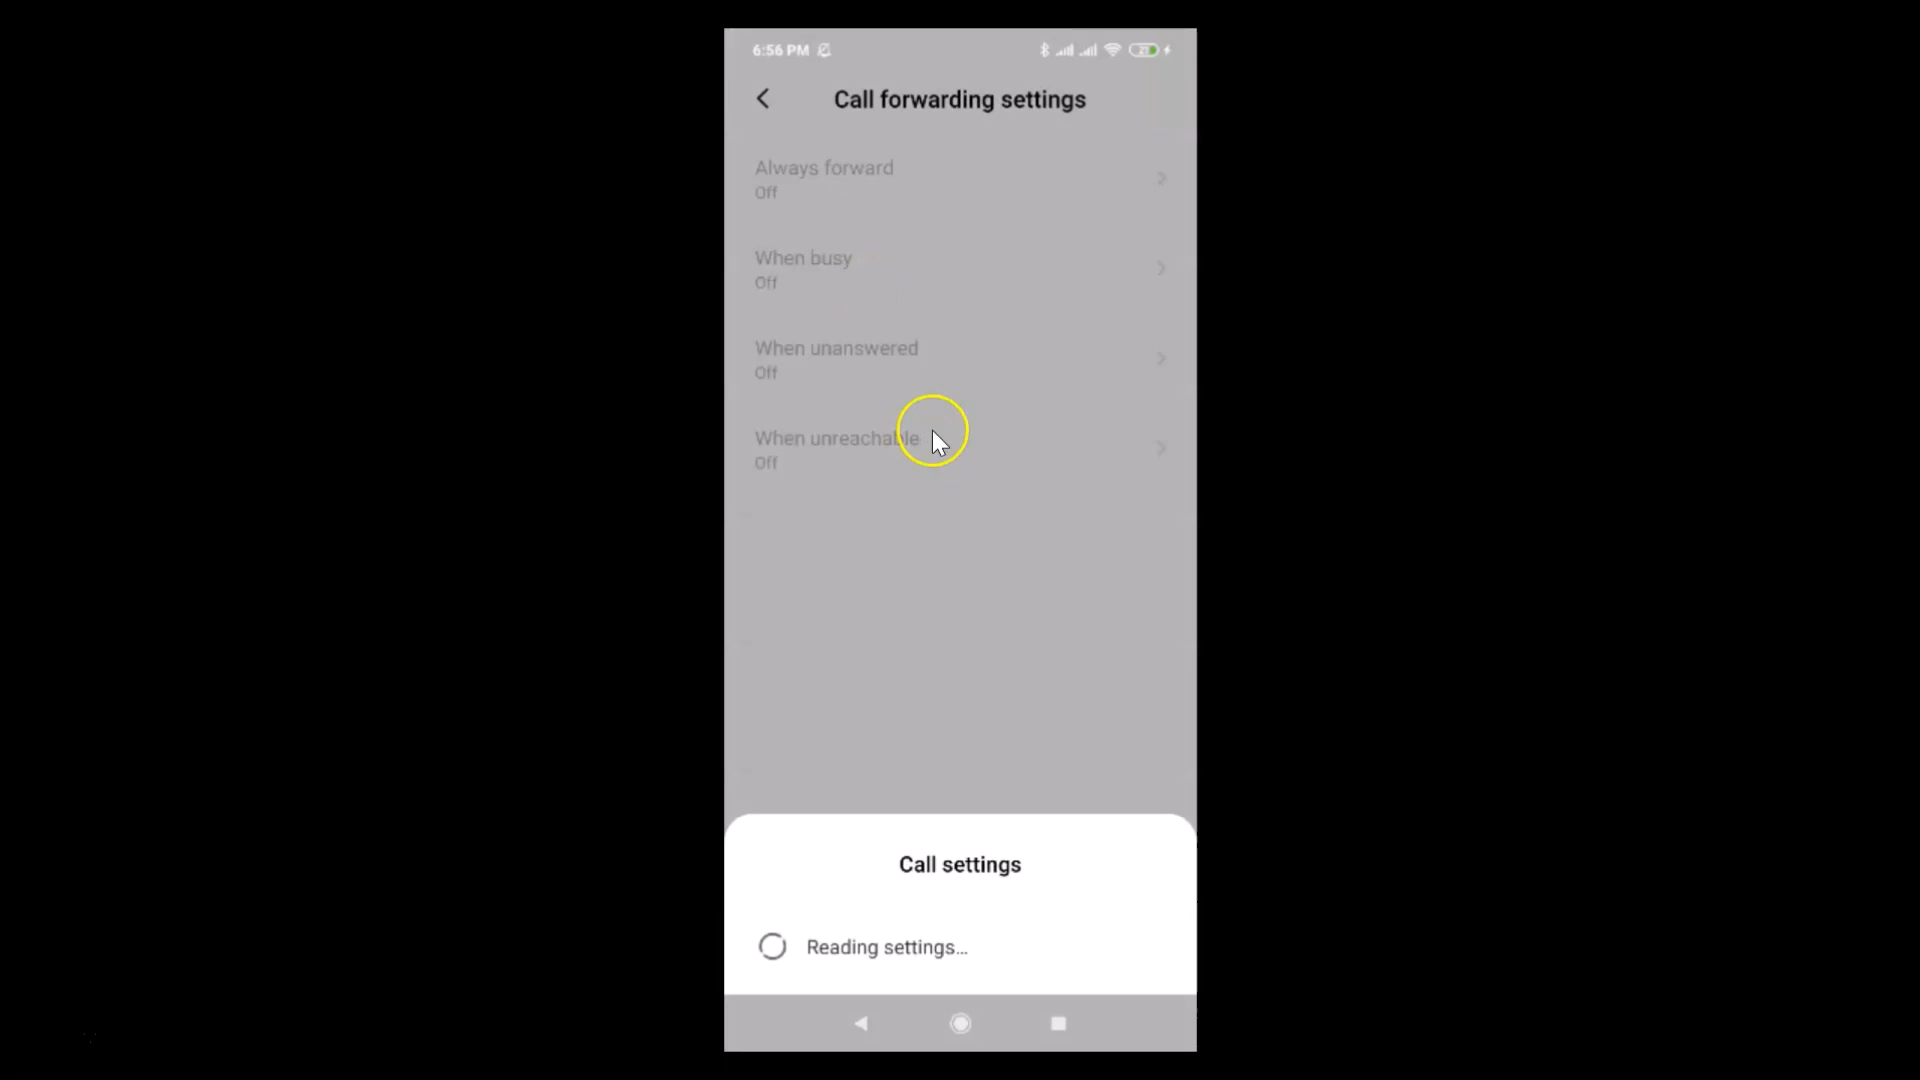 6:56 PM
Call forwarding settings
Always forward
Off
When busy
Off
When unanswered
Off
When unreachable
Off
Call settings
Reading settings...